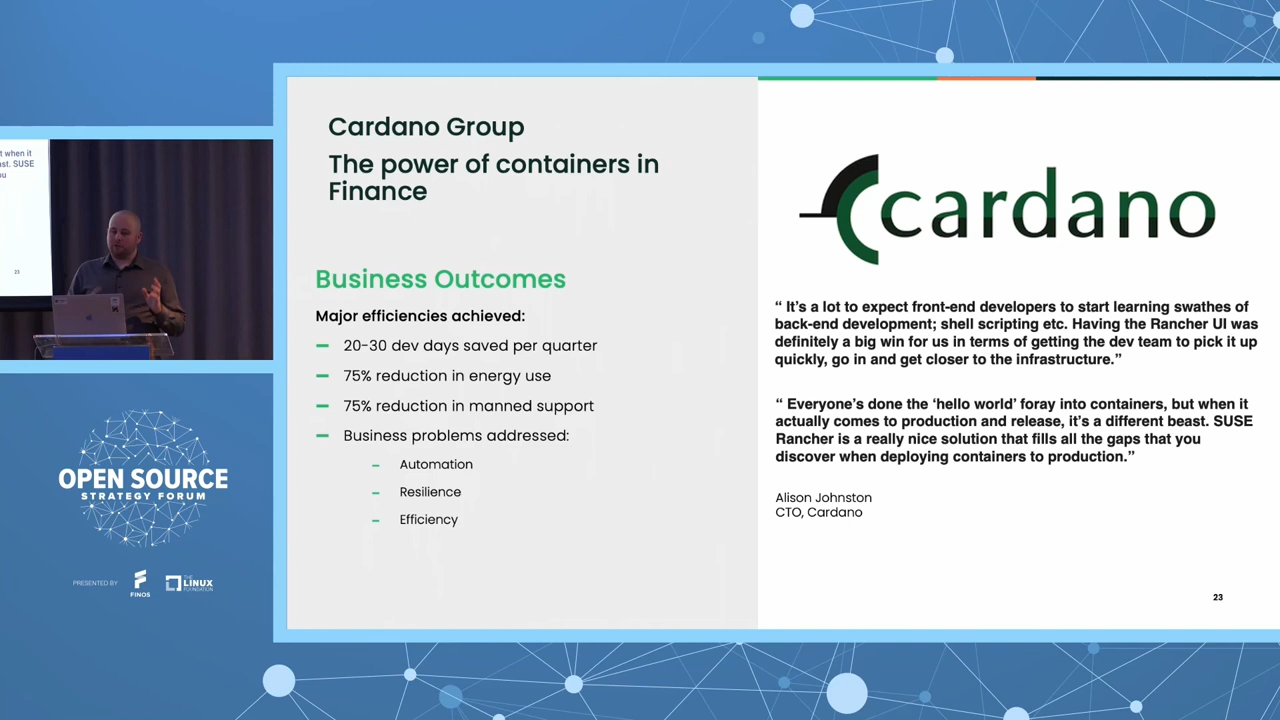 t when it
ast. SUSE
ou
23
OPEN SOURCE
STRATEGY FORUM
PRESENTED BY
FINOS
THE
LINUX
FOUNDATION
Cardano Group
The power of containers in
Finance
Business Outcomes
Major efficiencies achieved:
20-30 dev days saved per quarter
75% reduction in energy use
75% reduction in manned support
Business problems addressed:
Automation
Resilience
Efficiency
cardano
“ It’s a lot to expect front-end developers to start learning swathes of
back-end development; shell scripting etc. Having the Rancher UI was
definitely a big win for us in terms of getting the dev team to pick it up
quickly, go in and get closer to the infrastructure.”
“ Everyone’s done the ‘hello world’ foray into containers, but when it
actually comes to production and release, it’s a different beast. SUSE
Rancher is a really nice solution that fills all the gaps that you
discover when deploying containers to production.”
Alison Johnston
CTO, Cardano
23